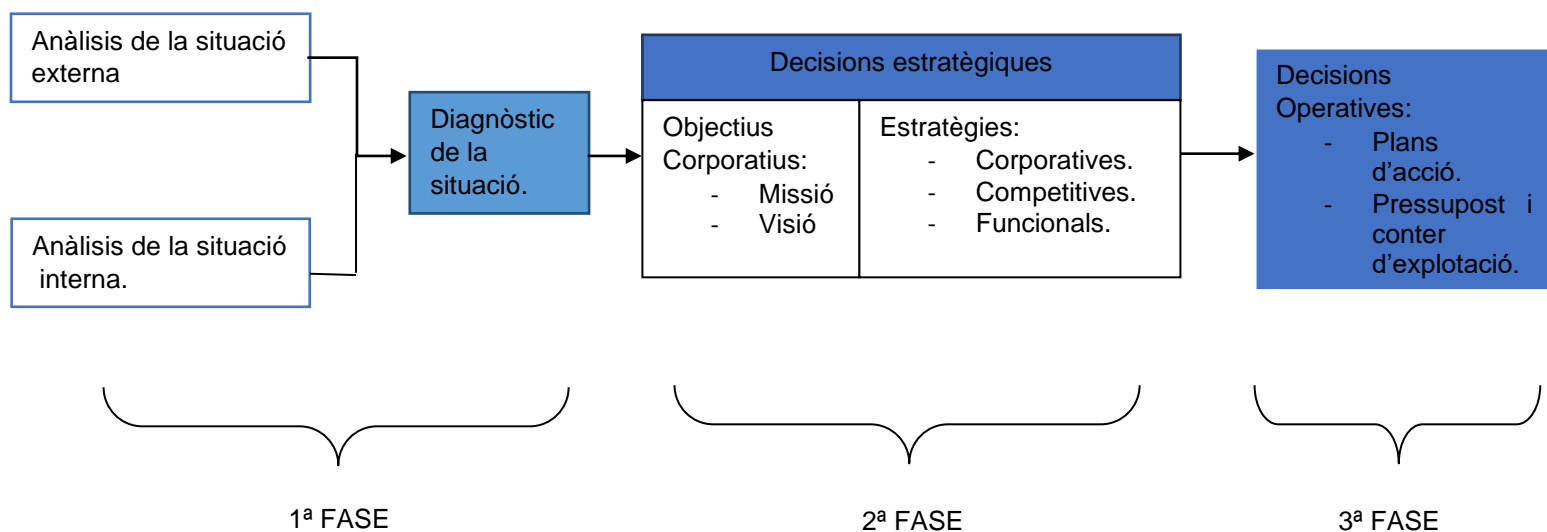 Anàlisis de la situació
externa
Anàlisis de la situació
interna.
Diagnòstic
de la
situació.
Decisions estratègiques
Objectius
Corporatius:
- Missió
- Visió
Estratègies:
- Corporatives.
- Competitives.
- Funcionals.
Decisions
Operatives:
- Plans
d’acció.
- Pressupost i
conter
d’explotació.
1ª FASE
2ª FASE
3ª FASE